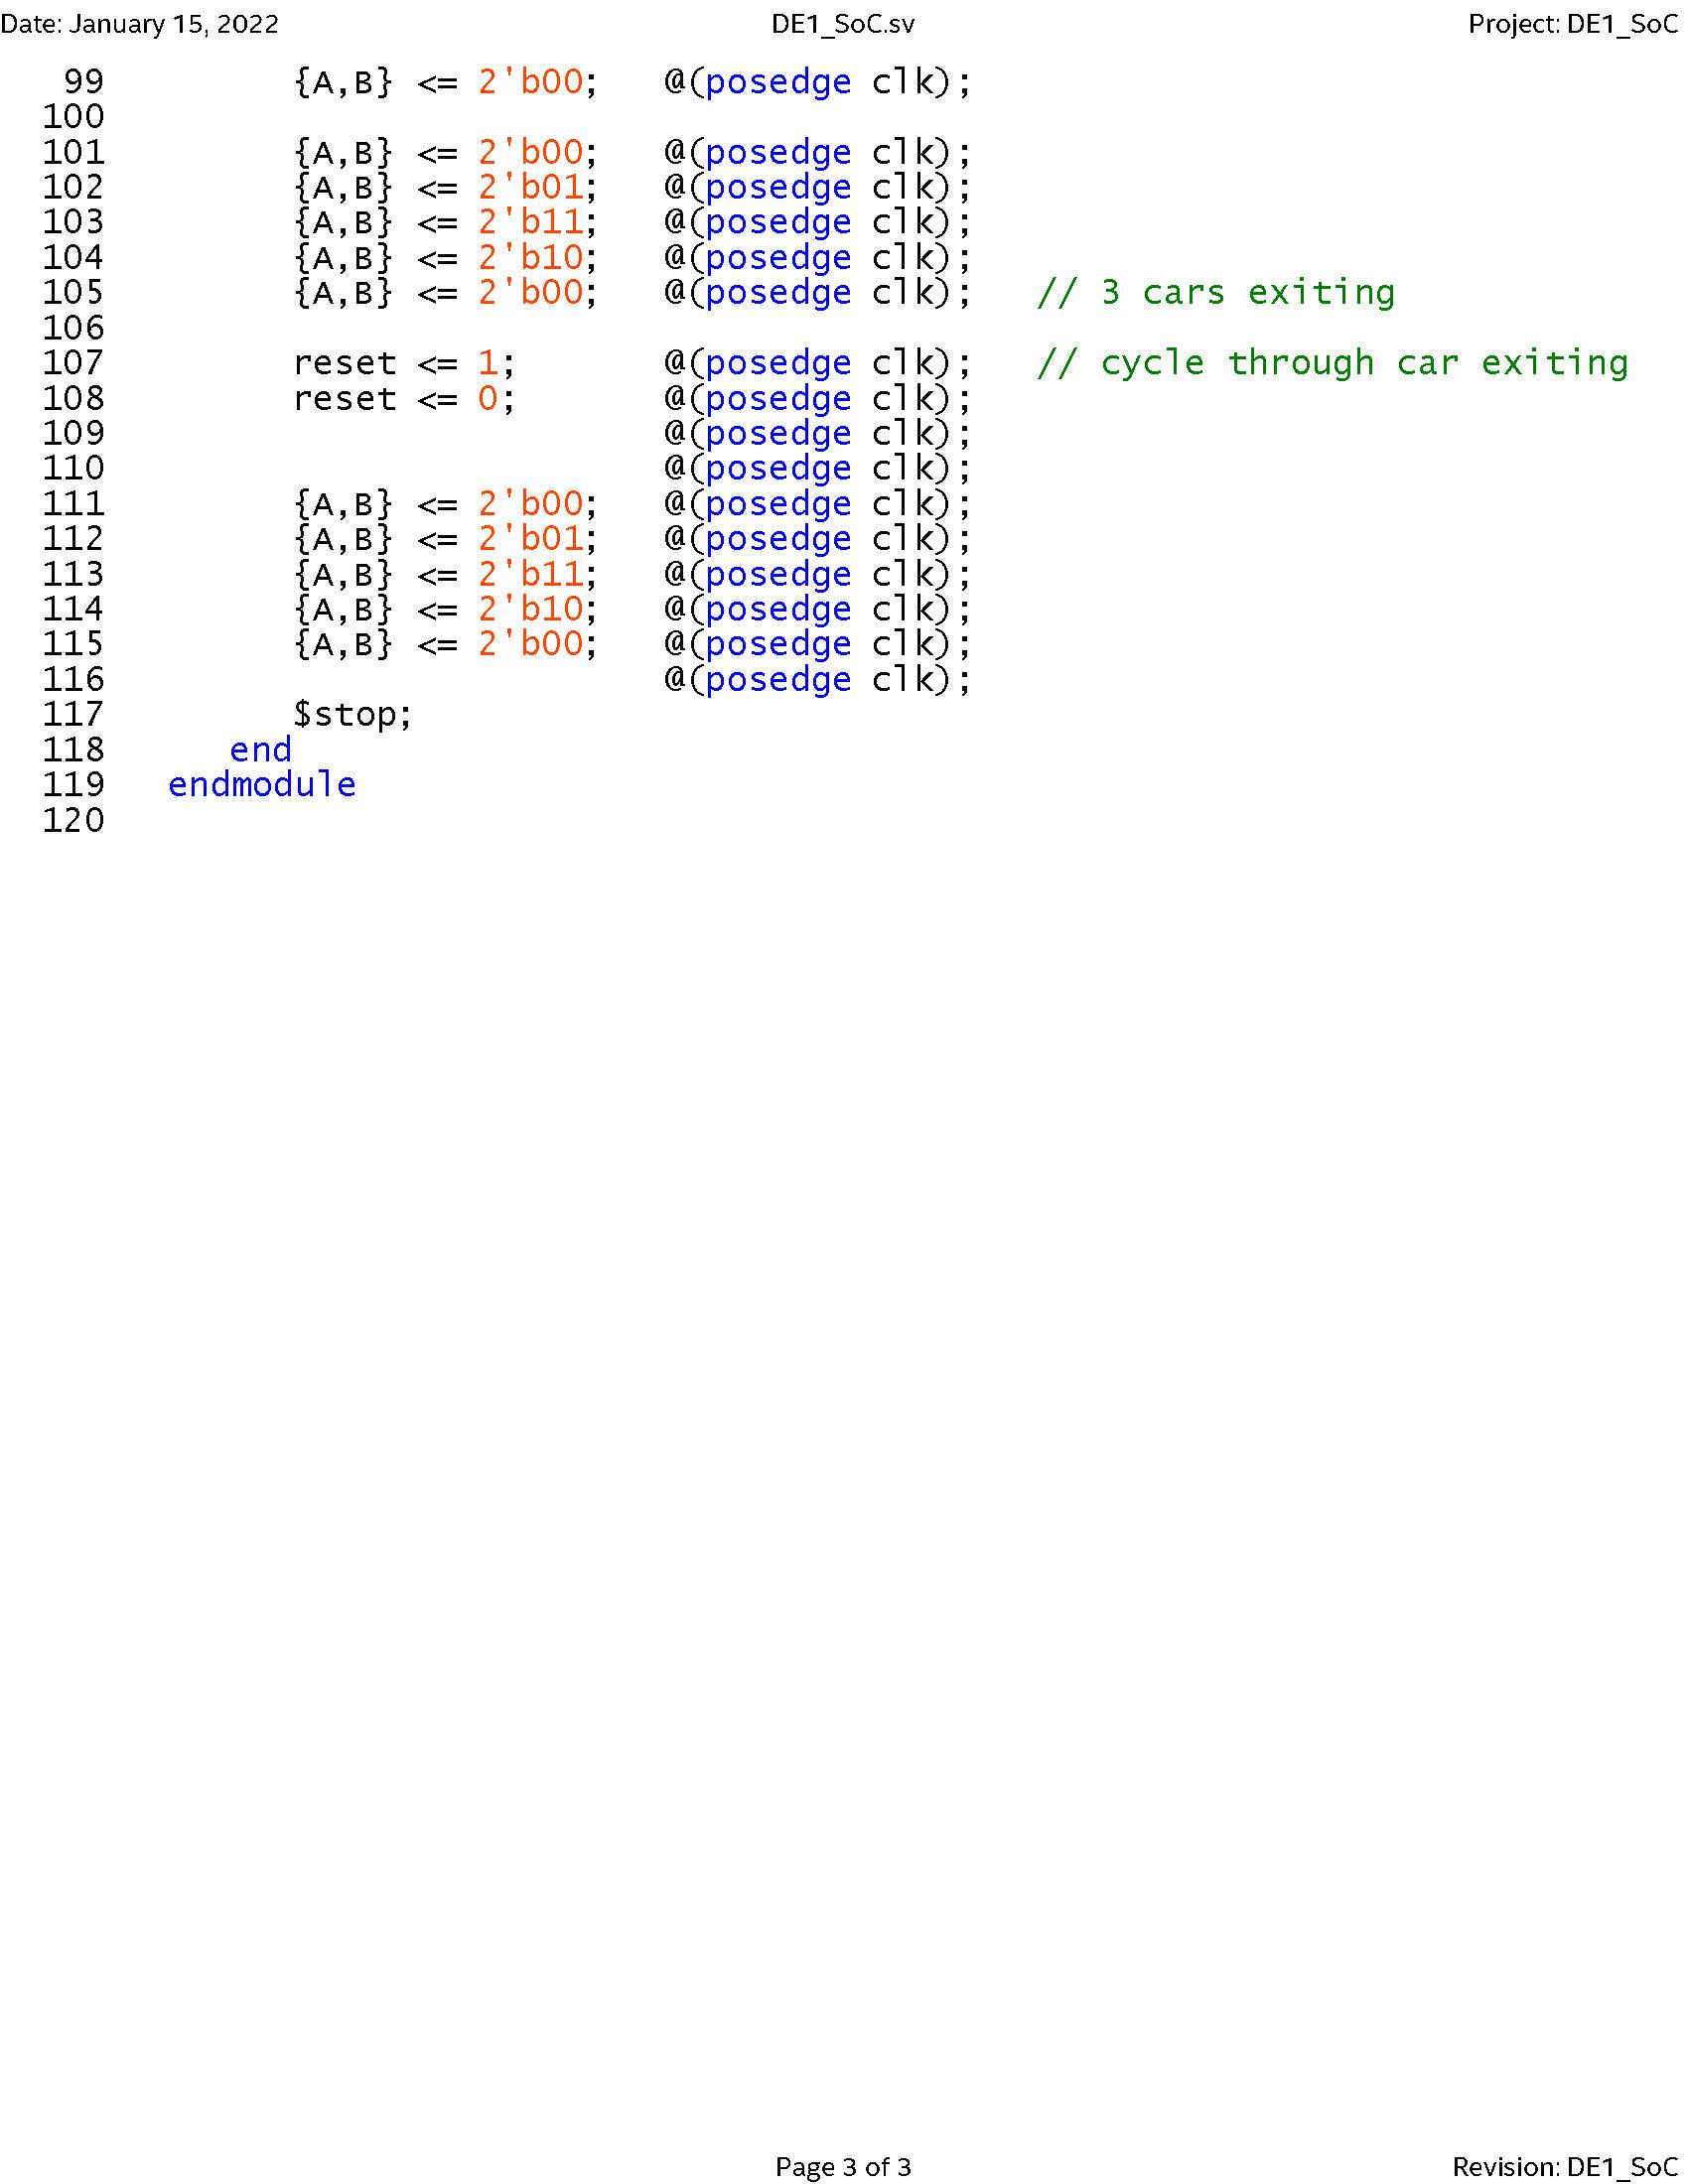 Date: January 15, 2022 DE1_SoC.sv Project: DE1_SoC
99 {A,B} <= 2'b00; @(posedge clk);
100
101 {A,B} <= 2'b00; @(posedge clk);
102 {A,B} <= 2'b01; @(posedge clk);
103 {A,B} <= 2'b11; @(posedge clk);
104 {A,B} <= 2'b10; @(posedge clk);
105 {A,B} <= 2'b00; @(posedge clk); // 3 cars exiting
106
107 reset <= 1; @(posedge clk); // cycle through car exiting
108 reset <= 0; @(posedge clk);
109 @(posedge clk);
110 @(posedge clk);
111 {A,B} <= 2'b00; @(posedge clk);
112 {A,B} <= 2'b01; @(posedge clk);
113 {A,B} <= 2'b11; @(posedge clk);
114 {A,B} <= 2'b10; @(posedge clk);
115 {A,B} <= 2'b00; @(posedge clk);
116 @(posedge clk);
117 $stop;
118 end
119 endmodule
120
Page 3 of 3 Revision: DE1_SoC